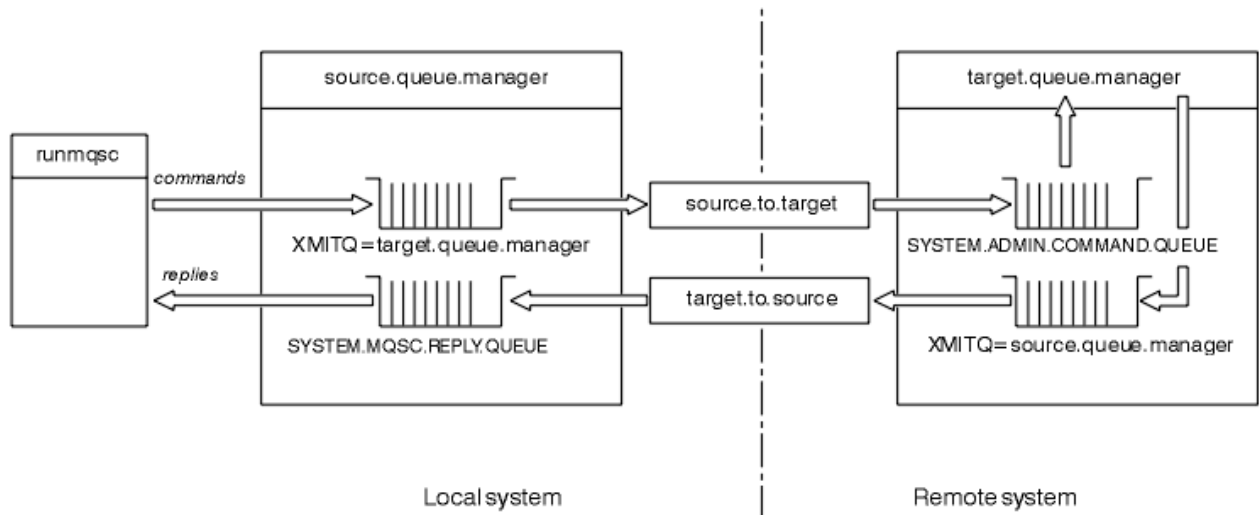 source.queue.manager
target.queue.manager
runmqsc
commands
source.to.target
XMITQ=target.queue.manager
SYSTEM.ADMIN.COMMAND.QUEUE
replies
target.to.source
SYSTEM.MQSC.REPLY.QUEUE
XMITQ=source.queue.manager
Local system
Remote system